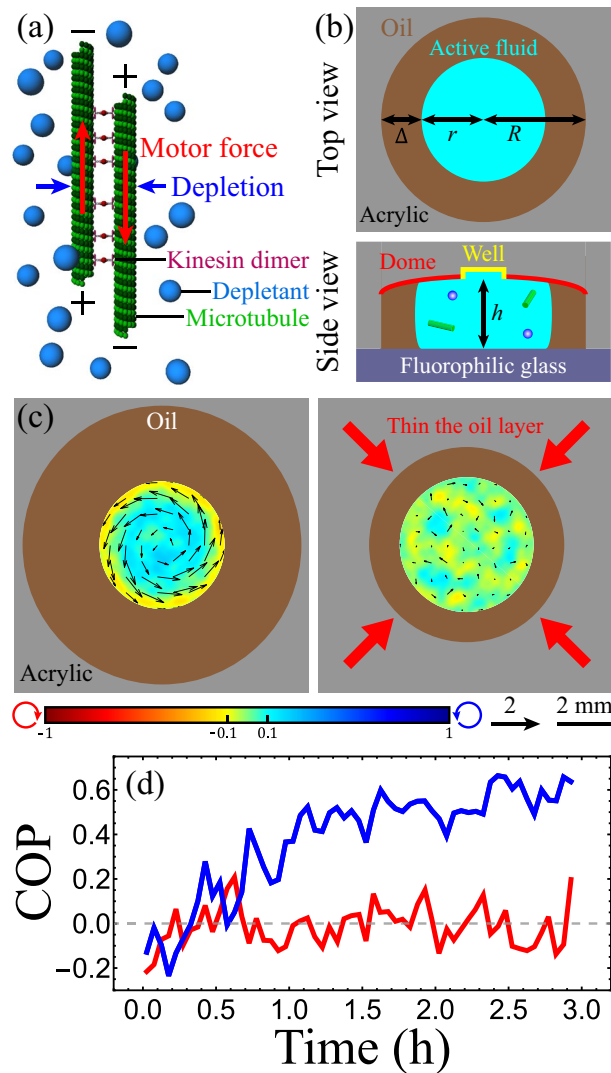 (a)
−
+
Motor force
Depletion
Kinesin dimer
Depletant
Microtubule
+
−
(b)
Top view
Oil
Active fluid
Δ
r
R
Acrylic
Side view
Dome
Well
h
Fluorophilic glass
(c)
Oil
Acrylic
Thin the oil layer
-1
-0.1
0.1
1
2
2 mm
(d)
COP
0.6
0.4
0.2
0.0
−0.2
0.0 0.5 1.0 1.5 2.0 2.5 3.0
Time (h)